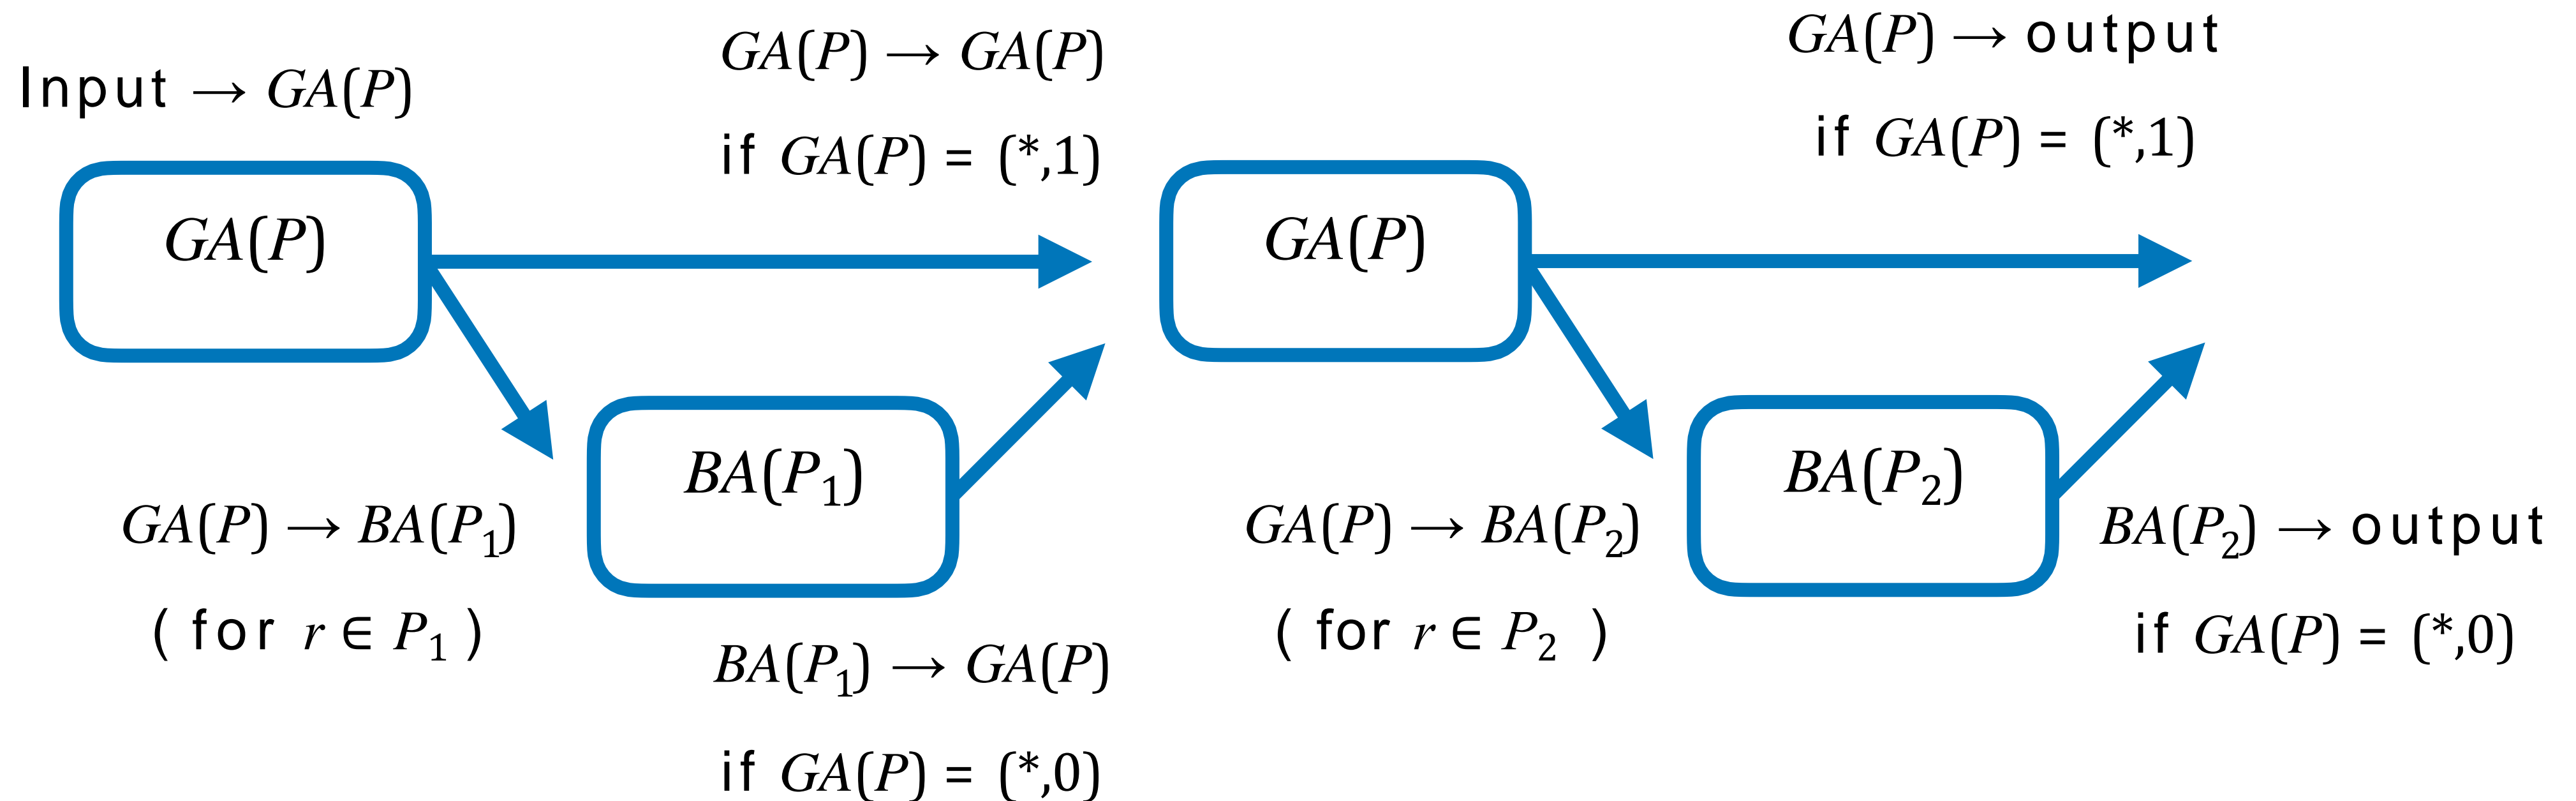 Input → GA(P)
GA(P)
GA(P) → GA(P)
if GA(P) = (*,1)
GA(P) → BA(P₁)
( for r ∈ P₁ )
BA(P₁)
BA(P₁) → GA(P)
if GA(P) = (*,0)
GA(P)
GA(P) → output
if GA(P) = (*,1)
GA(P) → BA(P₂)
( for r ∈ P₂ )
BA(P₂)
BA(P₂) → output
if GA(P) = (*,0)